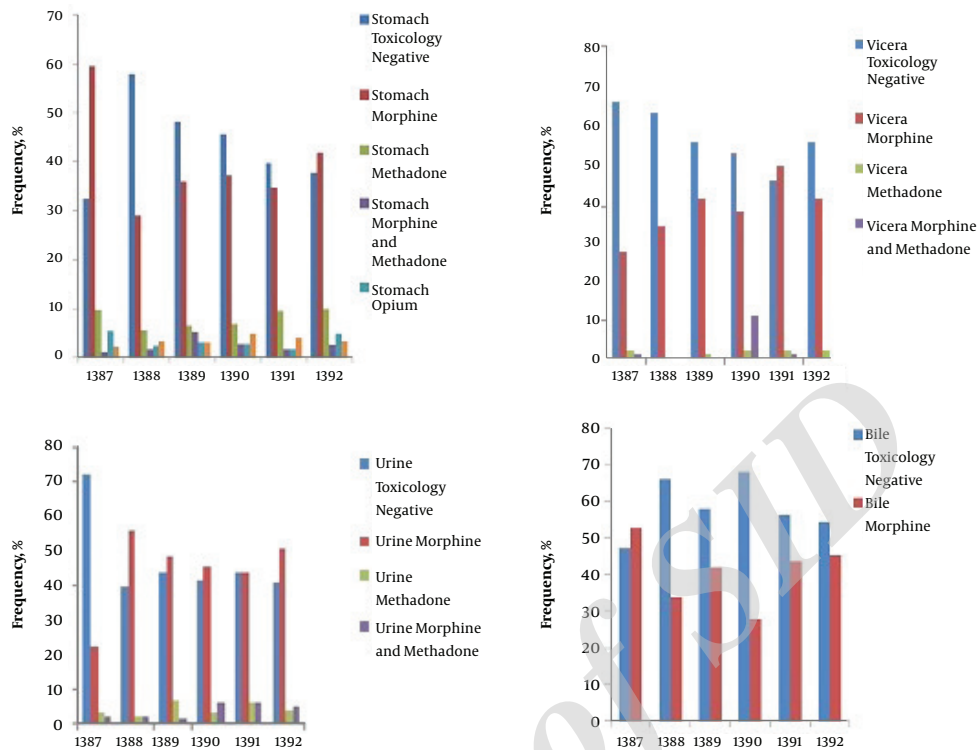 70
60
50
40
30
20
10
0
Frequency, %
1387 1388 1389 1390 1391 1392
Stomach
Toxicology
Negative
Stomach
Morphine
Stomach
Methadone
Stomach
Morphine
and
Methadone
Stomach
Opium
80
70
60
50
40
30
20
10
0
Frequency, %
1387 1388 1389 1390 1391 1392
Vicera
Toxicology
Negative
Vicera
Morphine
Vicera
Methadone
Vicera Morphine
and Methadone
80
70
60
50
40
30
20
10
0
Frequency, %
1387 1388 1389 1390 1391 1392
Urine
Toxicology
Negative
Urine Morphine
Urine
Methadone
Urine Morphine
and Methadone
80
70
60
50
40
30
20
10
0
Frequency, %
1387 1388 1389 1390 1391 1392
Bile
Toxicology
Negative
Bile
Morphine
of SID